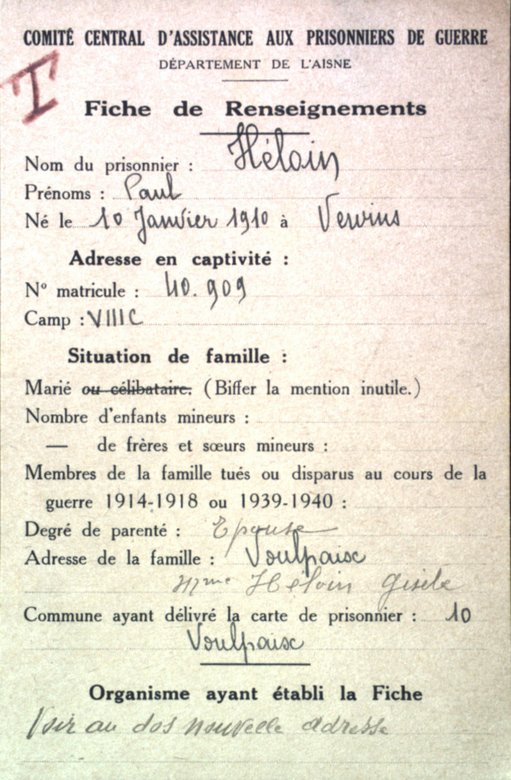 COMITÉ CENTRAL D'ASSISTANCE AUX PRISONNIERS DE GUERRE
DÉPARTEMENT DE L'AISNE
I
Fiche de Renseignements
Nom du prisonnier : Héloin
Prénoms : Paul
Né le 10 Janvier 1910 à Vervins
Adresse en captivité :
N° matricule : 40.909
Camp : VIIIC
Situation de famille :
Marié ou célibataire. (Biffer la mention inutile.)
Nombre d'enfants mineurs :
— de frères et sœurs mineurs :
Membres de la famille tués ou disparus au cours de la
guerre 1914-1918 ou 1939-1940 :
Degré de parenté : Epouse
Adresse de la famille : Voulpaix
Mme Héloin Gisèle
Commune ayant délivré la carte de prisonnier : 10
Voulpaix
Organisme ayant établi la Fiche
Voir au dos nouvelle adresse